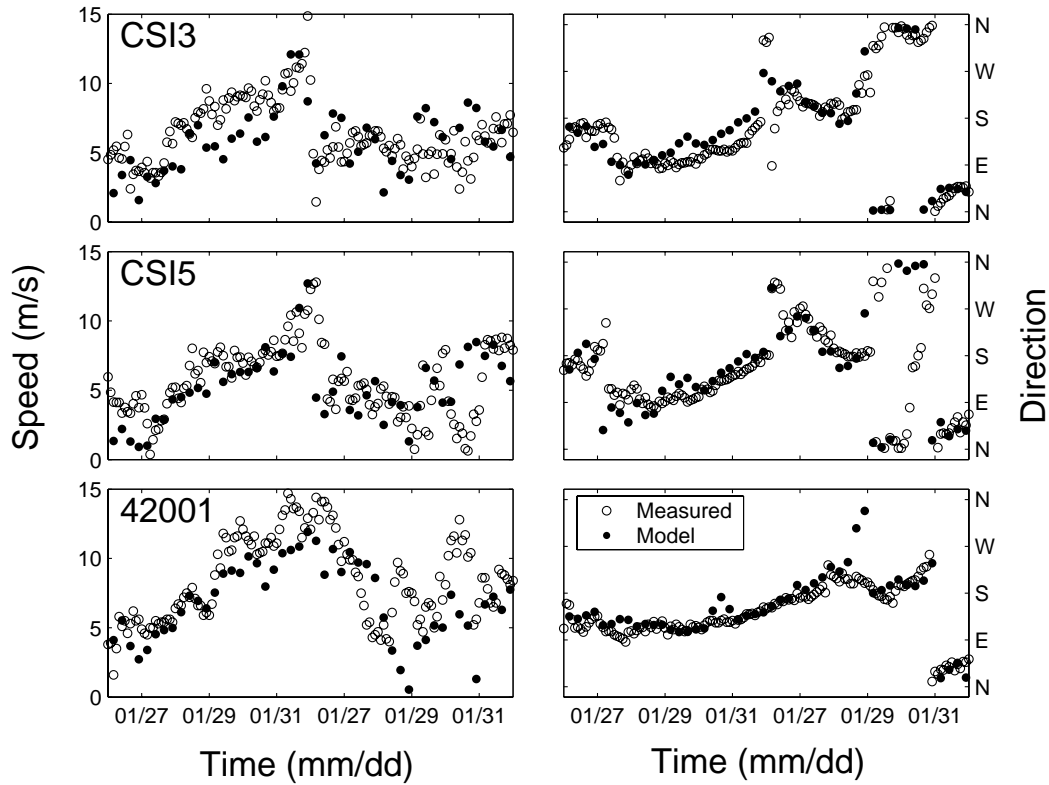 CSI3
15
10
5
0
N
W
S
E
N
CSI5
15
10
5
0
N
W
S
E
N
42001
15
10
5
0
Measured
Model
N
W
S
E
N
01/27 01/29 01/31 01/27 01/29 01/31
01/27 01/29 01/31 01/27 01/29 01/31
Speed (m/s)
Direction
Time (mm/dd)
Time (mm/dd)